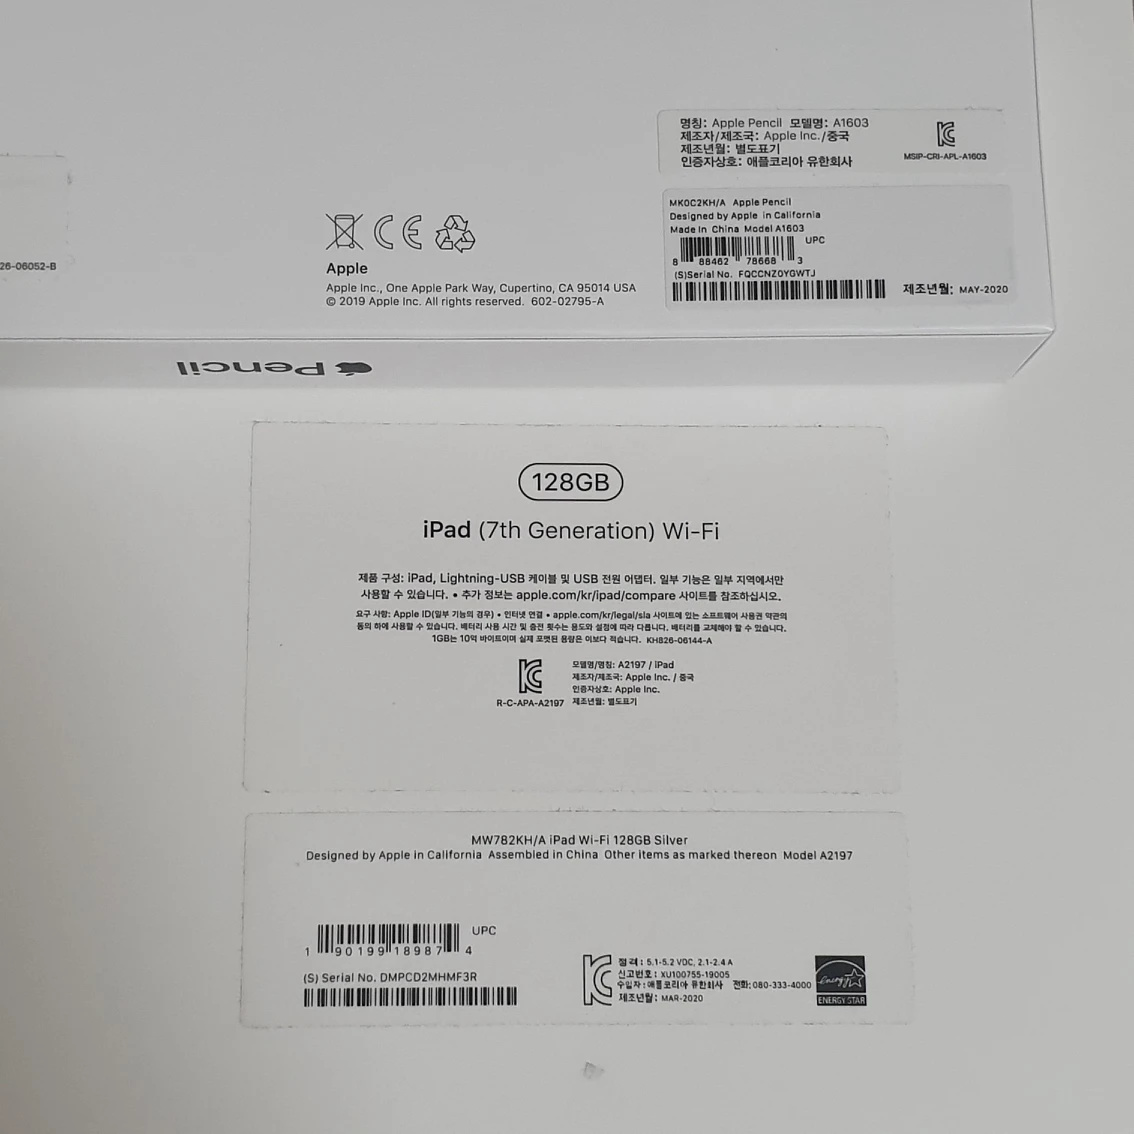 명칭: Apple Pencil 모델명: A1603
제조자/제조국: Apple Inc./중국
제조년월: 별도표기
인증자상호: 애플코리아 유한회사
MSIP-CRI-APL-A1603
MK0C2KH/A Apple Pencil
Designed by Apple in California
Made In China Model A1603
UPC
8 88462 78668 3
(S)Serial No. FQCCNZ0YGWTJ
제조년월: MAY-2020
26-06052-B
CE
Apple
Apple Inc., One Apple Park Way, Cupertino, CA 95014 USA
© 2019 Apple Inc. All rights reserved. 602-02795-A
Pencil
128GB
iPad (7th Generation) Wi-Fi
제품 구성: iPad, Lightning-USB 케이블 및 USB 전원 어댑터. 일부 기능은 일부 지역에서만
사용할 수 있습니다. • 추가 정보는 apple.com/kr/ipad/compare 사이트를 참조하십시오.
요구 사항: Apple ID(일부 기능의 경우) • 인터넷 연결 • apple.com/kr/legal/sla 사이트에 있는 소프트웨어 사용권 약관의
동의 하에 사용할 수 있습니다. 배터리 사용 시간 및 충전 횟수는 용도와 설정에 따라 다릅니다. 배터리를 교체해야 할 수 있습니다.
1GB는 10억 바이트이며 실제 포맷된 용량은 이보다 적습니다. KH826-06144-A
모델명/명칭: A2197 / iPad
제조자/제조국: Apple Inc. / 중국
인증자상호: Apple Inc.
R-C-APA-A2197 제조년월: 별도표기
MW782KH/A iPad Wi-Fi 128GB Silver
Designed by Apple in California Assembled in China Other items as marked thereon Model A2197
UPC
1 90199 18987 4
(S) Serial No. DMPCD2MHMF3R
정격: 5.1-5.2 VDC, 2.1-2.4 A
신고번호: XU100755-19005
수입자: 애플코리아 유한회사 전화: 080-333-4000
제조년월: MAR-2020
energy
ENERGY STAR